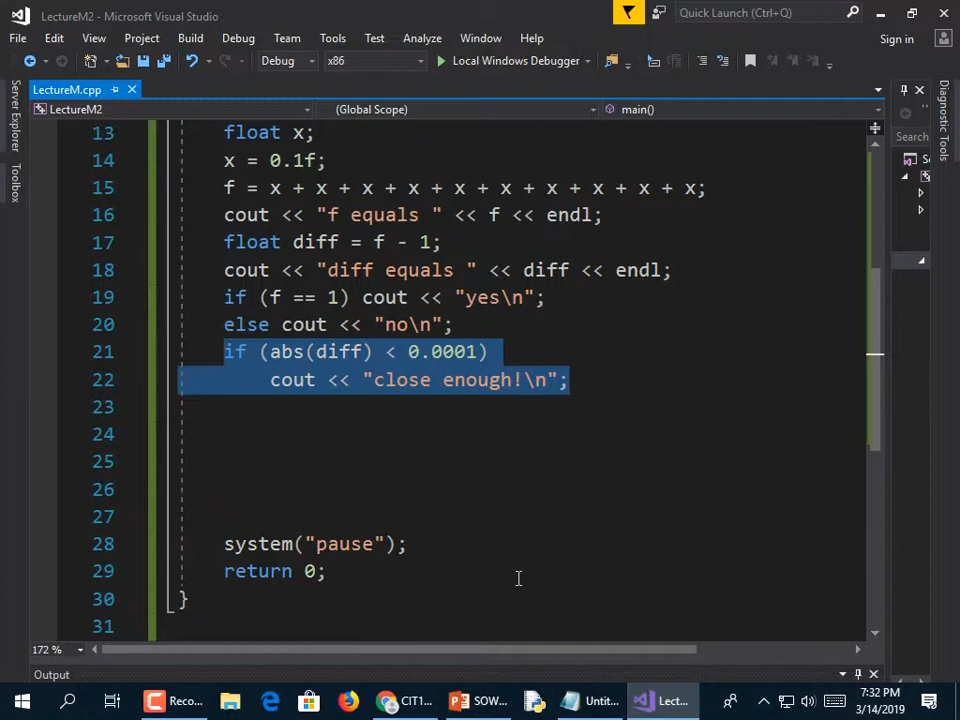 LectureM2 - Microsoft Visual Studio
Quick Launch (Ctrl+Q)
File Edit View Project Build Debug Team Tools Test Analyze Window Help
Sign in
Debug x86 Local Windows Debugger
Server Explorer
Toolbox
LectureM.cpp
LectureM2 (Global Scope) main()
13 float x;
14 x = 0.1f;
15 f = x + x + x + x + x + x + x + x + x + x;
16 cout << "f equals " << f << endl;
17 float diff = f - 1;
18 cout << "diff equals " << diff << endl;
19 if (f == 1) cout << "yes\n";
20 else cout << "no\n";
21 if (abs(diff) < 0.0001)
22 cout << "close enough!\n";
23
24
25
26
27
28 system("pause");
29 return 0;
30 }
31
172 %
Output
Search
Diagnostic Tools
Reco... CIT1... SOW... Untit... Lect...
7:32 PM
3/14/2019